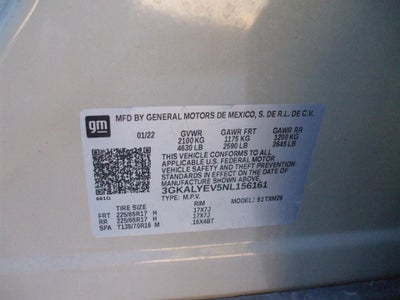 gm
MFD BY GENERAL MOTORS DE MEXICO, S. DE R.L. DE C.V.
01/22 GVWR GAWR FRT GAWR RR
2100 KG 1175 KG 1200 KG
4630 LB 2590 LB 2645 LB
THIS VEHICLE CONFORMS TO ALL
APPLICABLE U.S. FEDERAL MOTOR
VEHICLE SAFETY AND THEFT PREVENTION
STANDARDS IN EFFECT ON THE DATE OF
MANUFACTURE SHOWN ABOVE.
3GKALYEV5NL156161
TYPE: M.P.V. MODEL:
TIRE SIZE RIM
FRT 225/65R17 H 17X7J
RR 225/65R17 H 17X7J
SPA T135/70R16 M 16X4BT